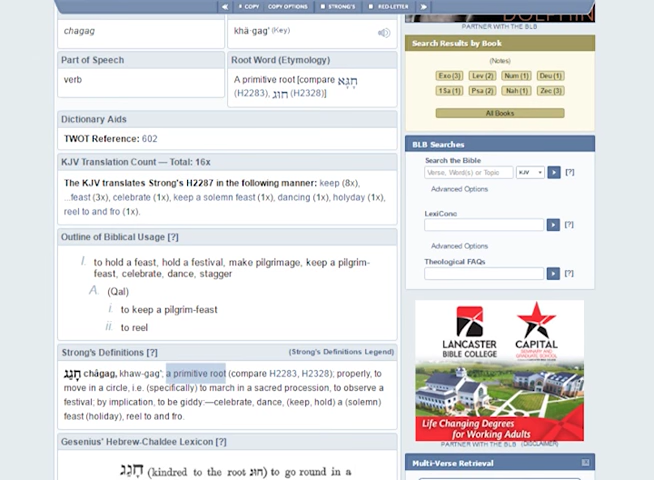 COPY COPY OPTIONS STRONG'S RED-LETTER
chagag
khä·gag' (Key)
Part of Speech
verb
Root Word (Etymology)
A primitive root [compare חָגָא
(H2283), חוּג (H2328)]
Dictionary Aids
TWOT Reference: 602
KJV Translation Count — Total: 16x
The KJV translates Strong's H2287 in the following manner: keep (8x),
...feast (3x), celebrate (1x), keep a solemn feast (1x), dancing (1x), holyday (1x),
reel to and fro (1x).
Outline of Biblical Usage [?]
I. to hold a feast, hold a festival, make pilgrimage, keep a pilgrim-
feast, celebrate, dance, stagger
A. (Qal)
i. to keep a pilgrim-feast
ii. to reel
Strong's Definitions [?] (Strong's Definitions Legend)
חָגַג châgag, khaw-gag'; a primitive root (compare H2283, H2328); properly, to
move in a circle, i.e. (specifically) to march in a sacred procession, to observe a
festival; by implication, to be giddy:—celebrate, dance, (keep, hold) a (solemn)
feast (holiday), reel to and fro.
Gesenius' Hebrew-Chaldee Lexicon [?]
חָגַג (kindred to the root חוּג) to go round in a
DOLPHIN
PARTNER WITH THE BLB
Search Results by Book
(Notes)
Exo (3) Lev (2) Num (1) Deu (1)
1Sa (1) Psa (2) Nah (1) Zec (3)
All Books
BLB Searches
Search the Bible
Verse, Word(s) or Topic KJV [?]
Advanced Options
LexiConc
[?]
Advanced Options
Theological FAQs
[?]
LANCASTER
BIBLE COLLEGE
CAPITAL
SEMINARY AND
GRADUATE SCHOOL
Life Changing Degrees
for Working Adults
PARTNER WITH THE BLB (DISCLAIMER)
Multi-Verse Retrieval